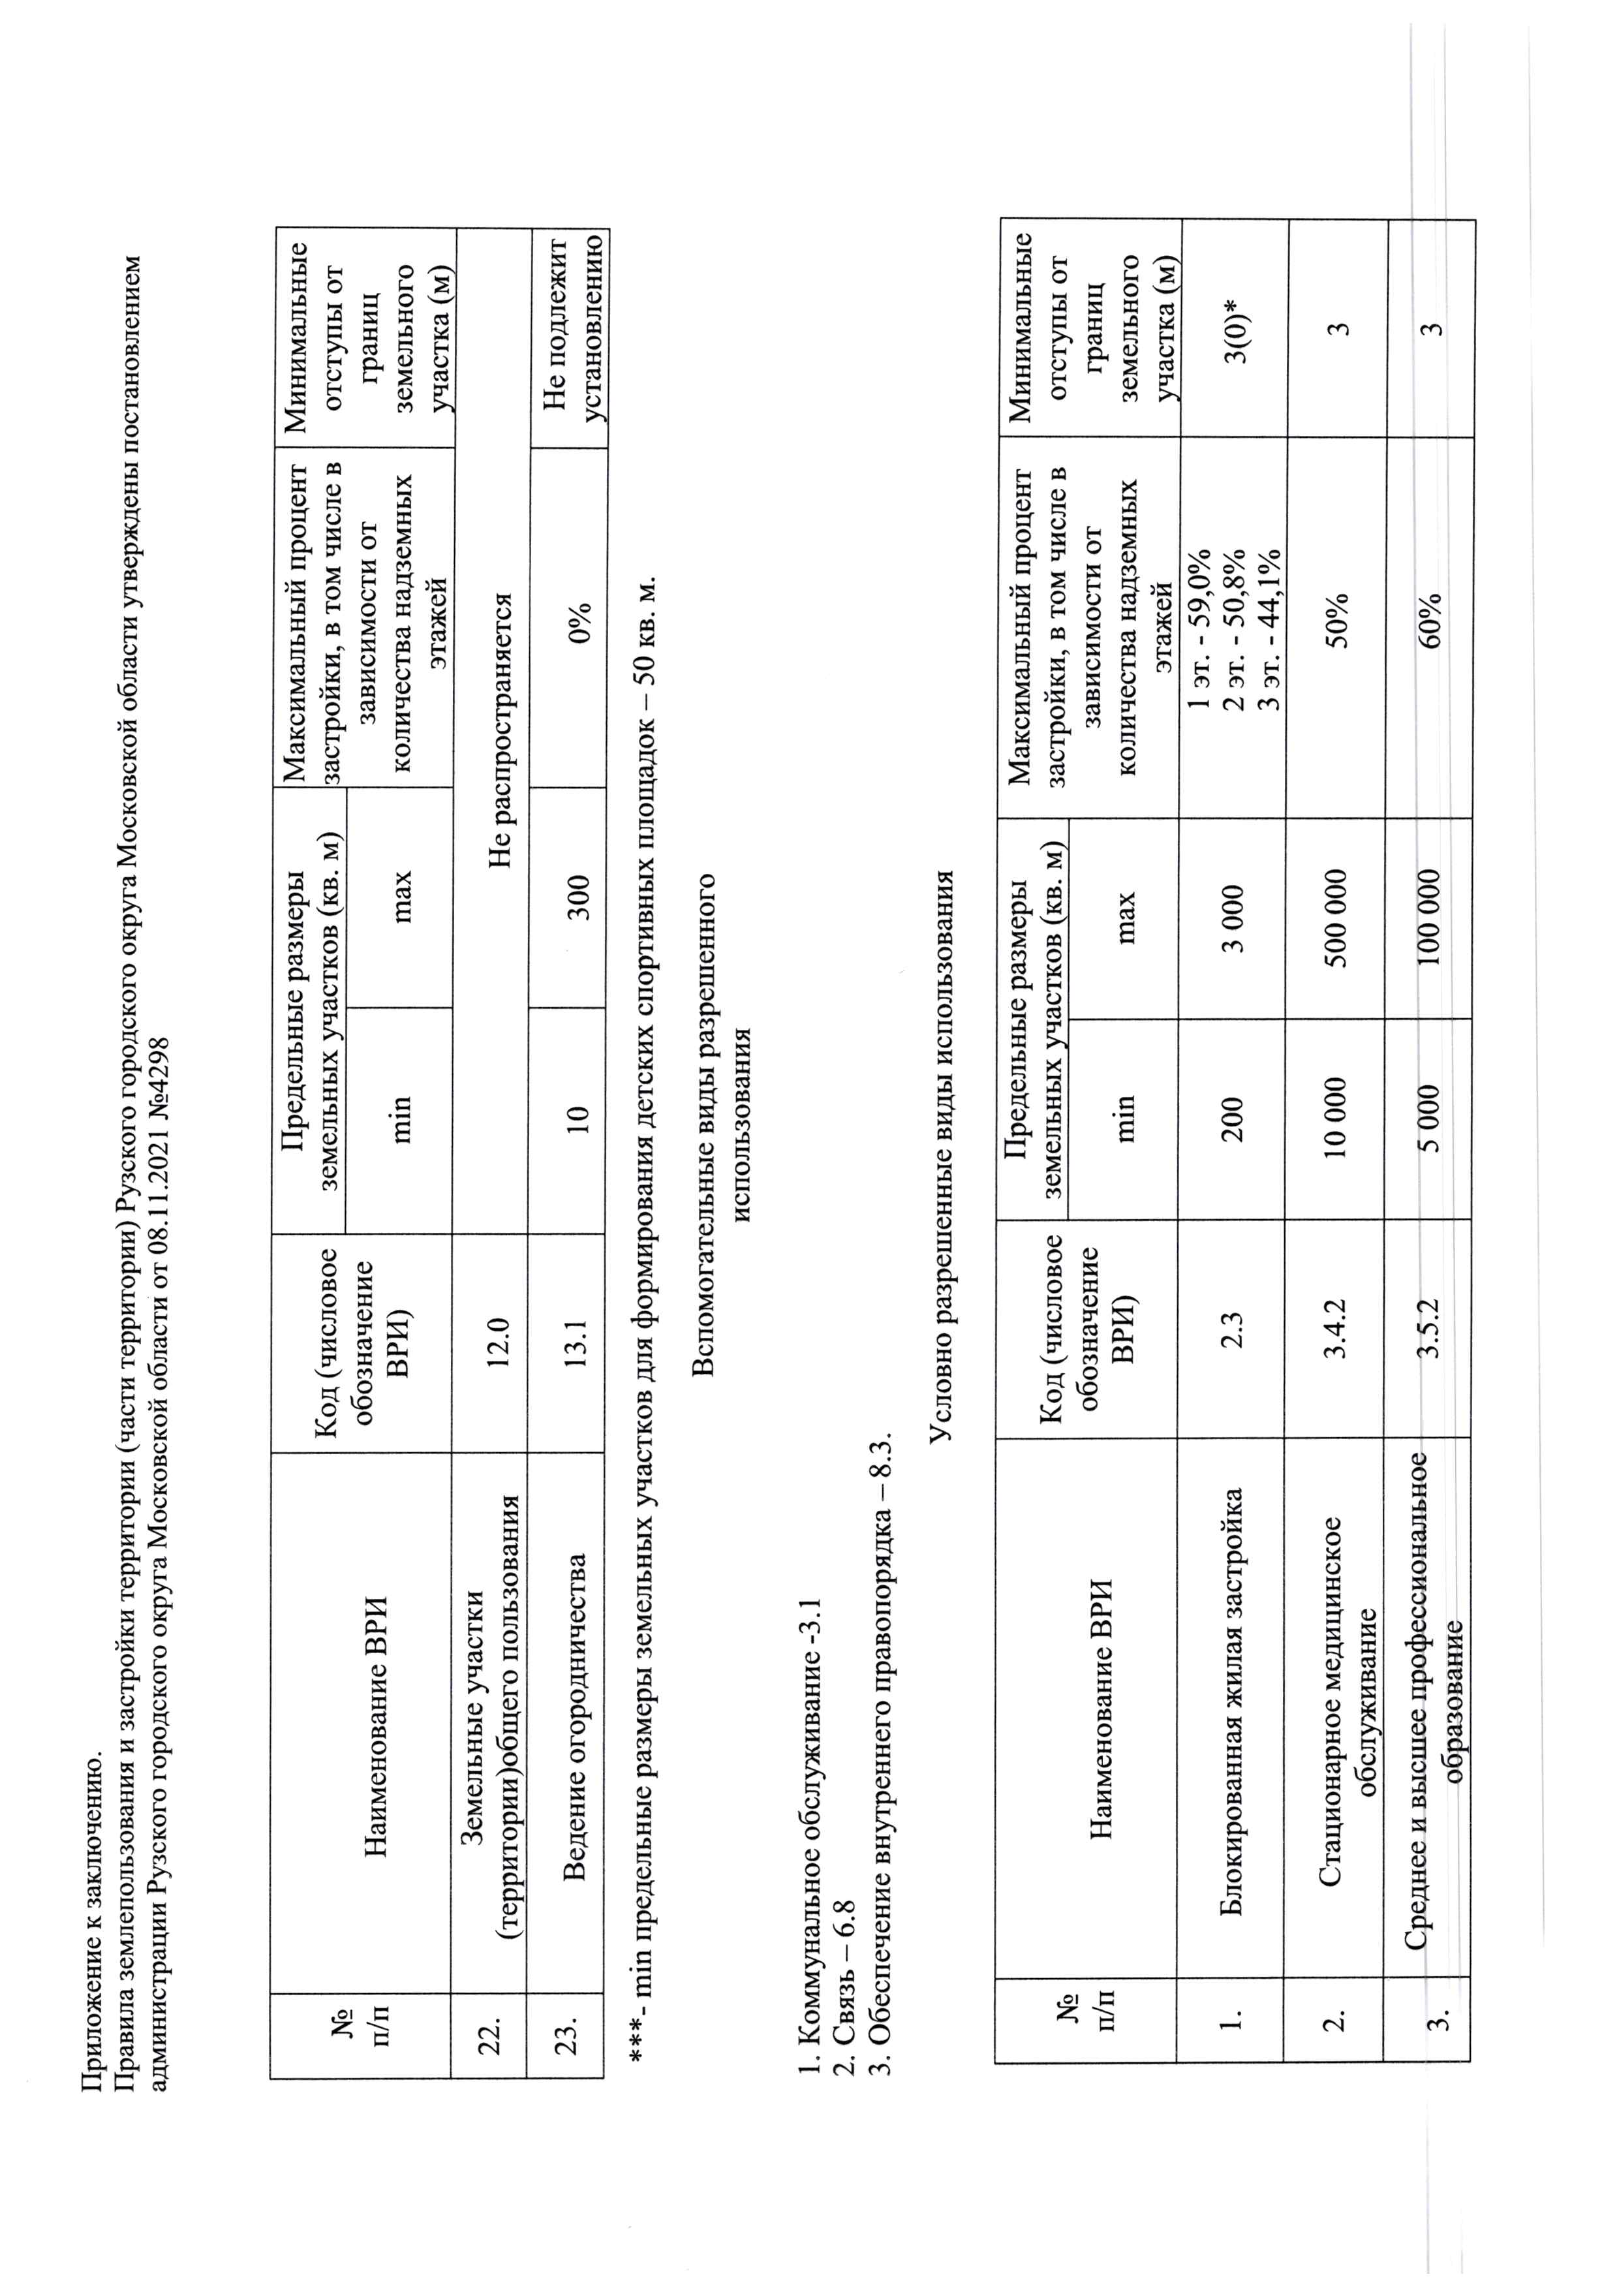 Приложение к заключению.
Правила землепользования и застройки территории (части территории) Рузского городского округа Московской области утверждены постановлением
администрации Рузского городского округа Московской области от 08.11.2021 №4298
№
п/п
Наименование ВРИ
Код (числовое
обозначение
ВРИ)
Предельные размеры
земельных участков (кв. м)
min
max
Максимальный процент
застройки, в том числе в
зависимости от
количества надземных
этажей
Минимальные
отступы от
границ
земельного
участка (м)
22.
Земельные участки
(территории)общего пользования
12.0
Не распространяется
23.
Ведение огородничества
13.1
10
300
0%
Не подлежит
установлению
***- min предельные размеры земельных участков для формирования детских спортивных площадок – 50 кв. м.
Вспомогательные виды разрешенного
использования
1. Коммунальное обслуживание -3.1
2. Связь – 6.8
3. Обеспечение внутреннего правопорядка – 8.3.
Условно разрешенные виды использования
№
п/п
Наименование ВРИ
Код (числовое
обозначение
ВРИ)
Предельные размеры
земельных участков (кв. м)
min
max
Максимальный процент
застройки, в том числе в
зависимости от
количества надземных
этажей
Минимальные
отступы от
границ
земельного
участка (м)
1.
Блокированная жилая застройка
2.3
200
3 000
1 эт. - 59,0%
2 эт. - 50,8%
3 эт. - 44,1%
3(0)*
2.
Стационарное медицинское
обслуживание
3.4.2
10 000
500 000
50%
3
3.
Среднее и высшее профессиональное
образование
3.5.2
5 000
100 000
60%
3